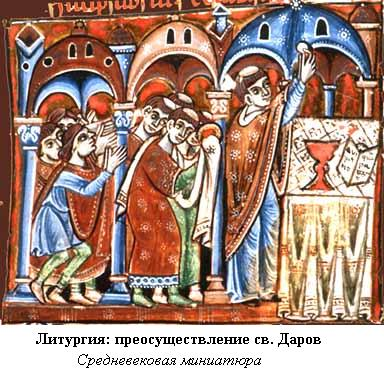 Литургия: преосуществление св. Даров
Средневековая миниатюра